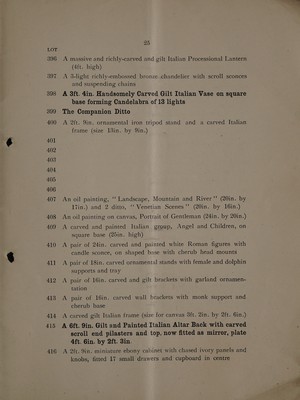 25
LOT
396 A massive and richly-carved and gilt Italian Processional Lantern
(4ft. high)
397 A 5-light richly-embossed bronze chandelier with scroll sconces
and suspending chains
398 A 3ft. 4in. Handsomely Carved Gilt Italian Vase on square
base forming Candelabra of 13 lights
399 The Companion Ditto
400 A 2ft. 9in. ornamental iron tripod stand and a carved Italian
frame (size 13in. by 9in.)
401
402
403
403
405
406
407 An oil painting, "Landscape, Mountain and River" (20in. by
17in.) and 2 ditto, "Venetian Scenes" (20in. by 16in.)
408 An oil painting on canvas, Portrait of Gentleman (24in. by 20in.)
409 A carved and painted Italian group, Angel and Children, on
square base (25in. high)
410 A pair of 24in. carved and painted white Roman figures with
candle sconce, on shaped base with cherub head mounts
411 A pair of 18in. carved ornamental stands with female and dolphin
supports and tray
412 A pair of 16in. carved and gilt brackets with garland ornamen-
tation
413 A pair of 16in. carved wall brackets with monk support and
cherub base
414 A carved gilt Italian frame (size for canvas 3ft. 2in. by 2ft. 6in.)
415 A 6ft. 9in. Gilt and Painted Italian Altar Back with carved
scroll end pilasters and top, now fitted as mirror, plate
4ft. 6in. by 3ft. 3in.
416 A 2ft. 9in. miniature ebony cabinet with chased ivory panels and
knobs, fitted 17 small drawers and cupboard in centre